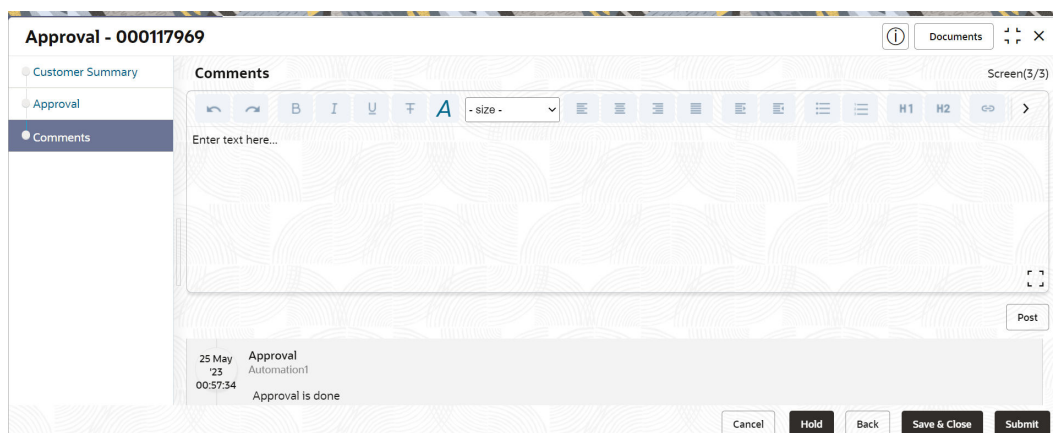 Approval - 000117969
Documents
Customer Summary
Approval
Comments
Comments
Screen(3/3)
B I U T A - size - H1 H2
Enter text here...
Post
25 May '23 00:57:34
Approval
Automation1
Approval is done
Cancel Hold Back Save & Close Submit